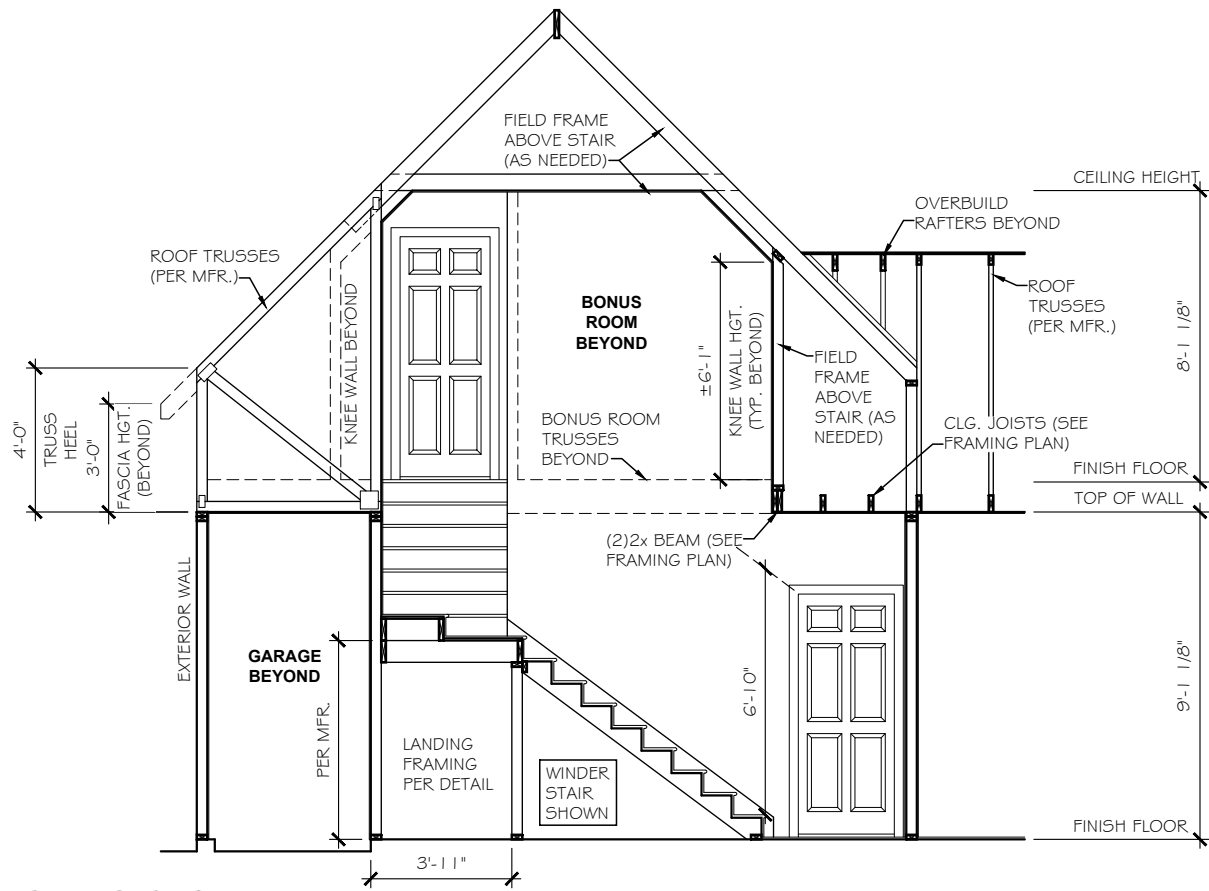 FIELD FRAME
ABOVE STAIR
(AS NEEDED)
CEILING HEIGHT
OVERBUILD
RAFTERS BEYOND
ROOF TRUSSES
(PER MFR.)
KNEE WALL BEYOND
BONUS
ROOM
BEYOND
±6'-1"
KNEE WALL HGT.
(TYP. BEYOND)
ROOF
TRUSSES
(PER MFR.)
8'-1 1/8"
FIELD
FRAME
ABOVE
STAIR (AS
NEEDED)
4'-0"
TRUSS
HEEL
3'-0"
FASCIA HGT.
(BEYOND)
BONUS ROOM
TRUSSES
BEYOND
CLG. JOISTS (SEE
FRAMING PLAN)
FINISH FLOOR
TOP OF WALL
(2)2x BEAM (SEE
FRAMING PLAN)
EXTERIOR WALL
GARAGE
BEYOND
PER MFR.
LANDING
FRAMING
PER DETAIL
WINDER
STAIR
SHOWN
6'-10"
9'-1 1/8"
FINISH FLOOR
3'-11"